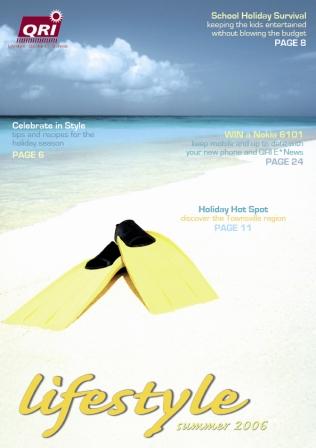 QRI
School Holiday Survival
keeping the kids entertained
without blowing the budget
PAGE 8
Celebrate in Style
tips and recipes for the
holiday season
PAGE 6
WIN a Nokia 6101
keep mobile and up to date with
your new phone and QRI E*News
PAGE 24
Holiday Hot Spot
discover the Townsville region
PAGE 11
lifestyle
summer 2006